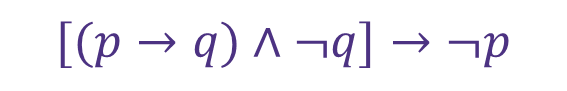 [(𝑝 → 𝑞) ∧ ¬𝑞] → ¬𝑝